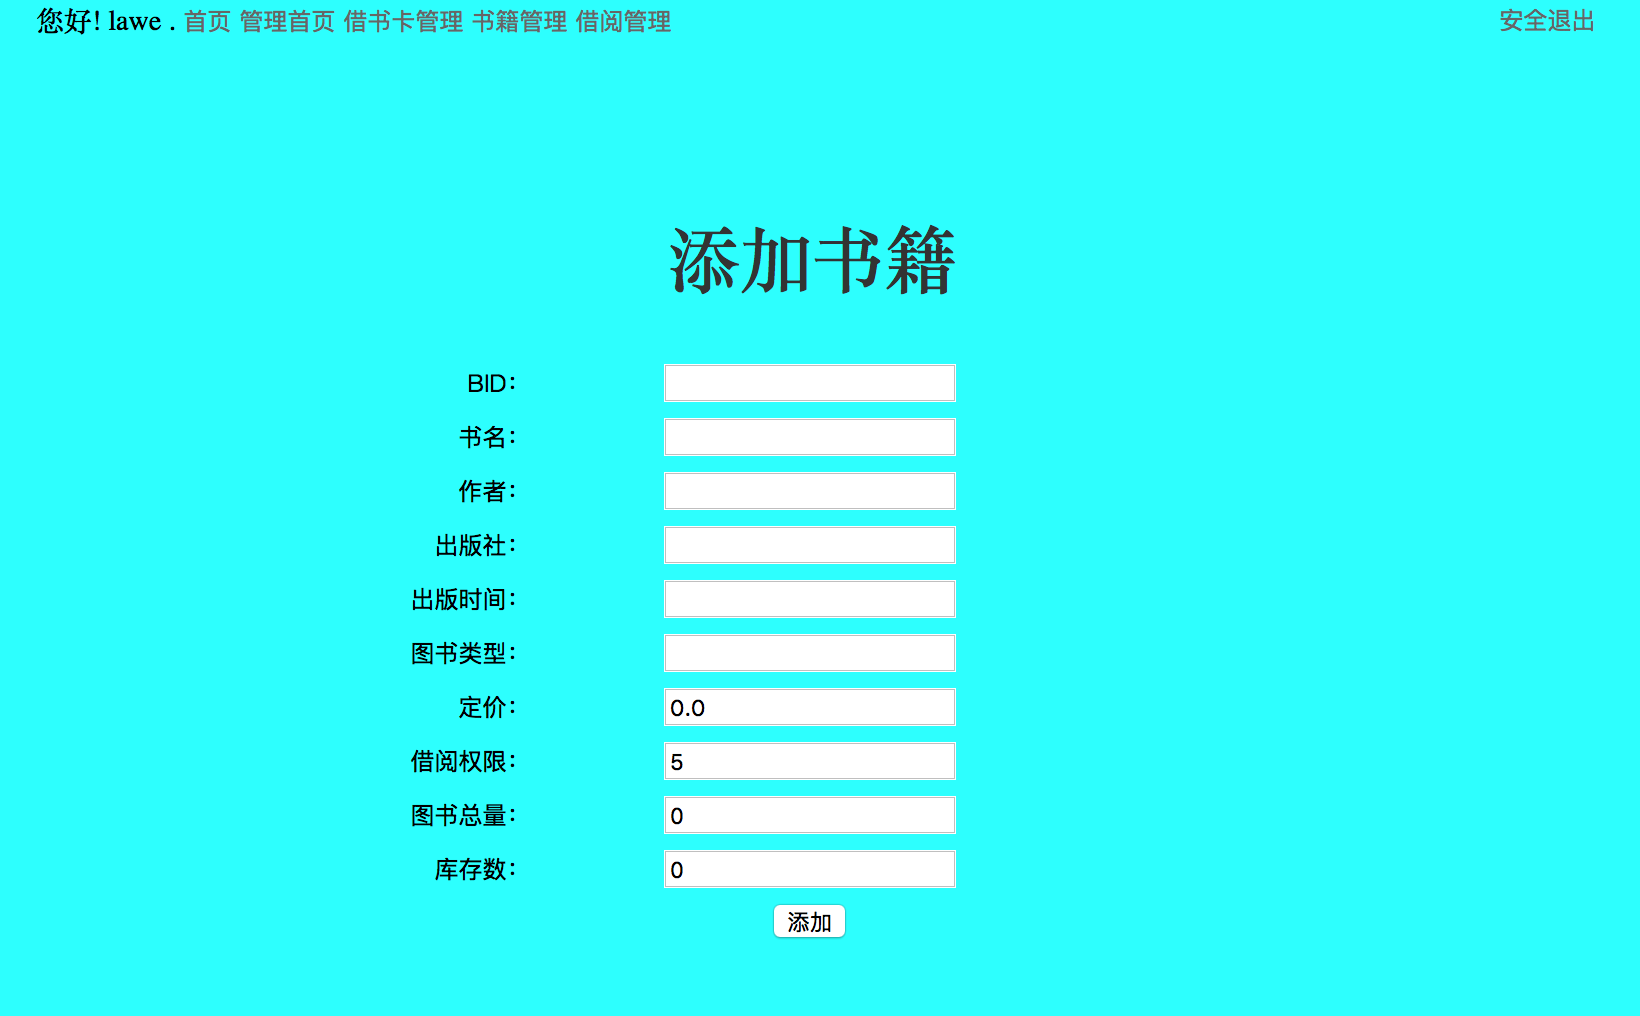 您好! lawe . 首页 管理首页 借书卡管理 书籍管理 借阅管理 安全退出
添加书籍
BID：
书名：
作者：
出版社：
出版时间：
图书类型：
定价： 0.0
借阅权限： 5
图书总量： 0
库存数： 0
添加